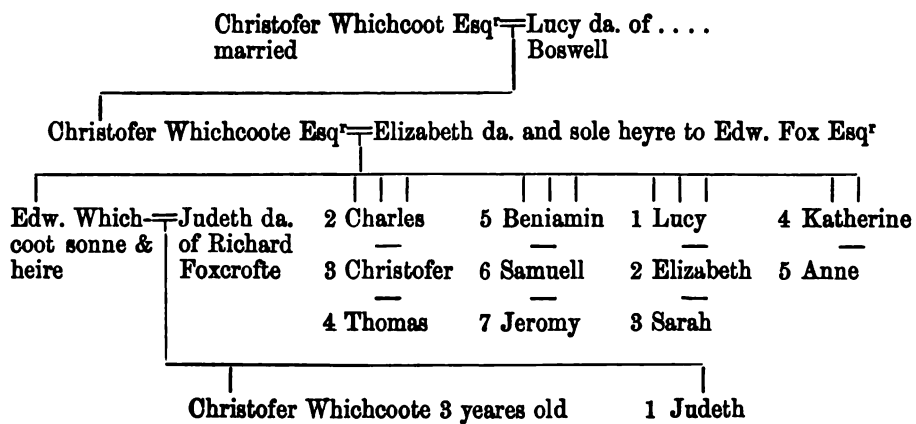 Christofer Whichcoot Esqr Lucy da. of ....
married Boswell
Christofer Whichcoote Esqr Elizabeth da. and sole heyre to Edw. Fox Esqr
Edw. Which- Judeth da. 2 Charles 5 Beniamin 1 Lucy 4 Katherine
coot sonne & of Richard 3 Christofer 6 Samuell 2 Elizabeth 5 Anne
heire Foxcrofte 4 Thomas 7 Jeromy 3 Sarah
Christofer Whichcoote 3 yeares old 1 Judeth